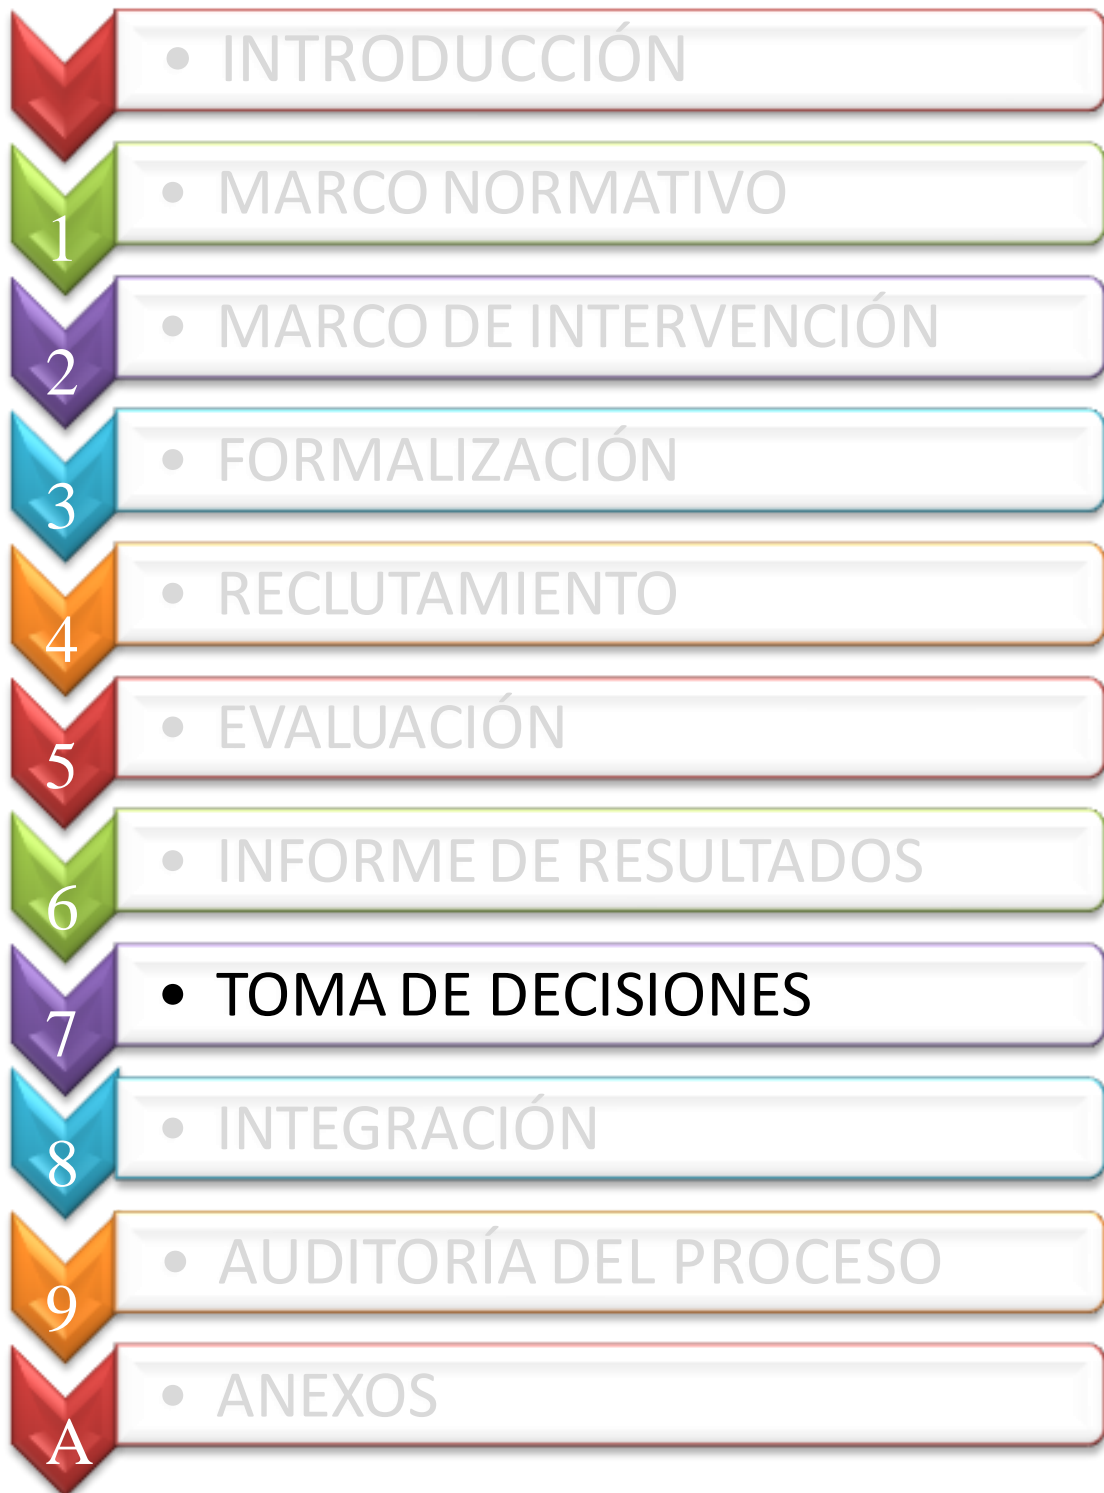 • INTRODUCCIÓN
1 • MARCO NORMATIVO
2 • MARCO DE INTERVENCIÓN
3 • FORMALIZACIÓN
4 • RECLUTAMIENTO
5 • EVALUACIÓN
6 • INFORME DE RESULTADOS
7 • TOMA DE DECISIONES
8 • INTEGRACIÓN
9 • AUDITORÍA DEL PROCESO
A • ANEXOS